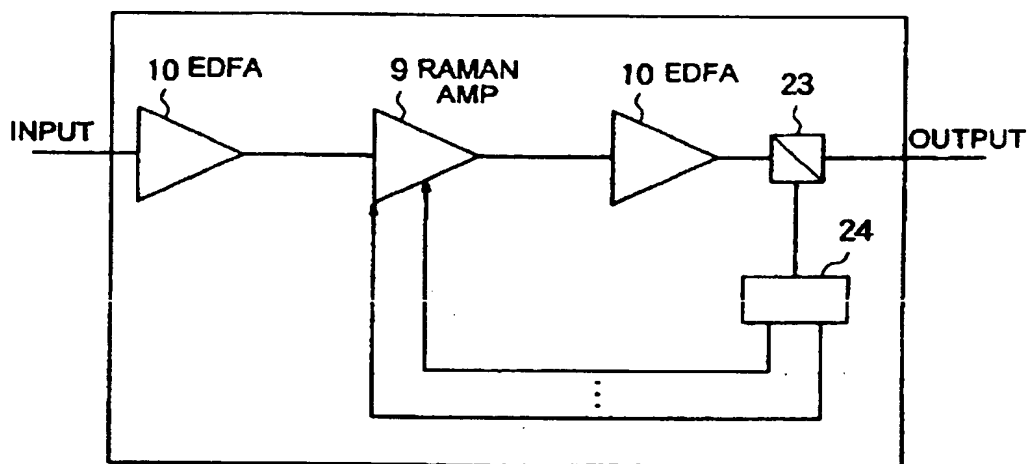 10 EDFA
9 RAMAN
AMP
10 EDFA
23
INPUT
OUTPUT
24